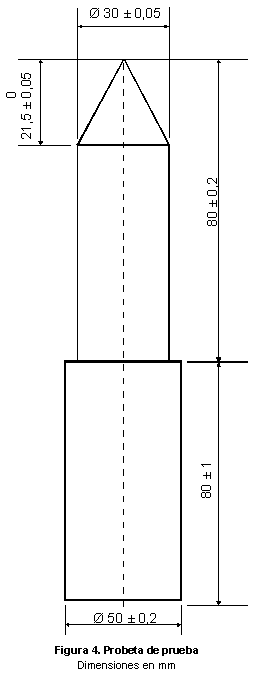 Ø 30 ± 0,05
0
21,5 ± 0,05
80 ± 0,2
80 ± 1
Ø 50 ± 0,2
Figura 4. Probeta de prueba
Dimensiones en mm